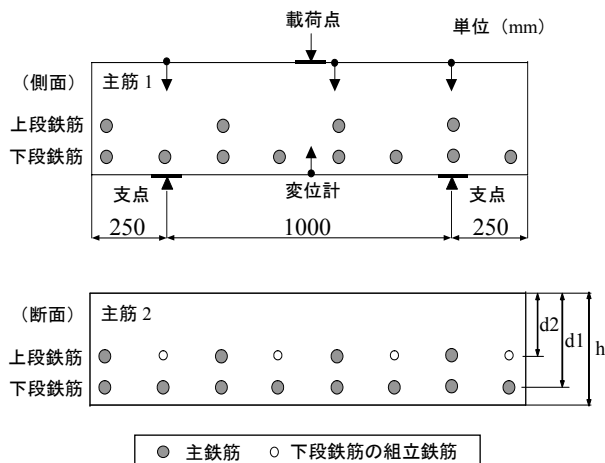 載荷点
単位（mm）
（側面）
主筋 1
上段鉄筋
下段鉄筋
支点
変位計
支点
250
1000
250
（断面）
主筋 2
上段鉄筋
下段鉄筋
d2
d1
h
主鉄筋
下段鉄筋の組立鉄筋